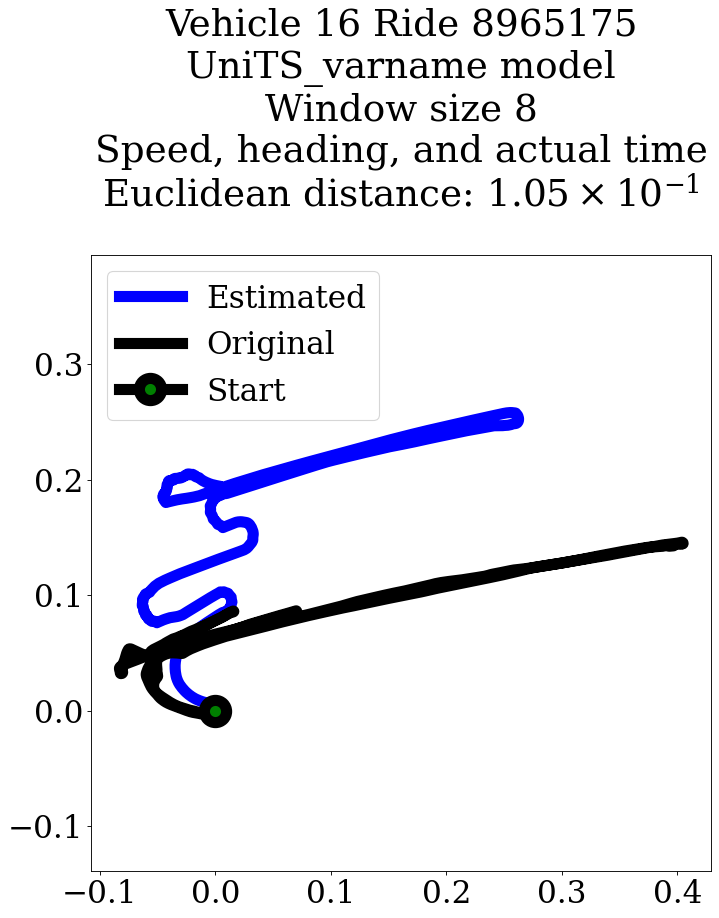 Vehicle 16 Ride 8965175
UniTS_varname model
Window size 8
Speed, heading, and actual time
Euclidean distance: 1.05 × 10⁻¹
Estimated
Original
Start
0.3
0.2
0.1
0.0
−0.1
−0.1 0.0 0.1 0.2 0.3 0.4